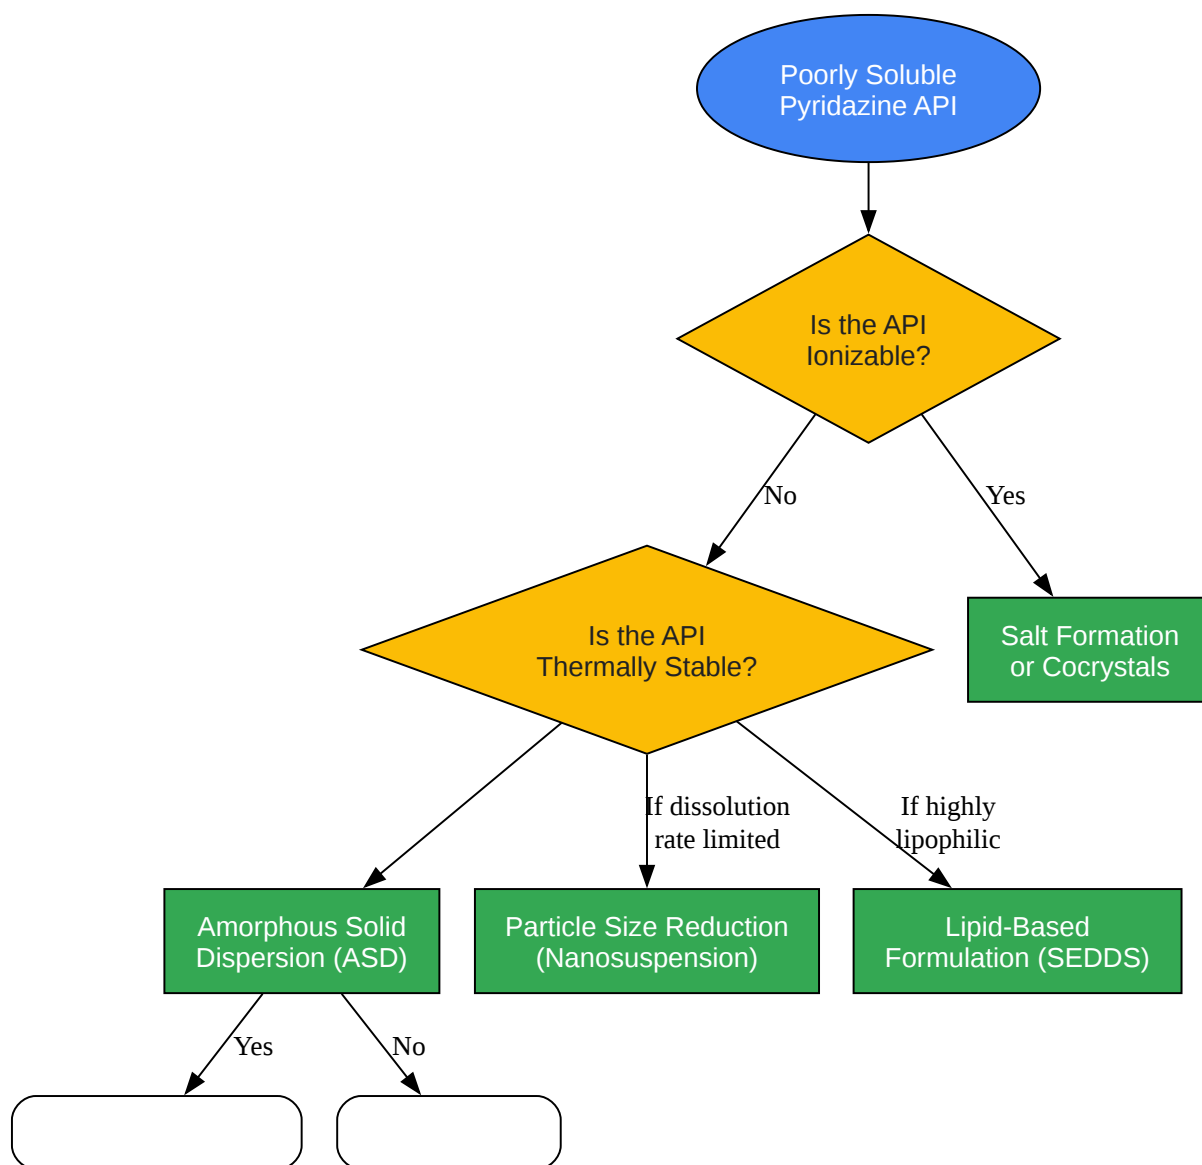 Poorly Soluble
Pyridazine API
Is the API
Ionizable?
No
Yes
Is the API
Thermally Stable?
Salt Formation
or Cocrystals
If dissolution
rate limited
If highly
lipophilic
Amorphous Solid
Dispersion (ASD)
Particle Size Reduction
(Nanosuspension)
Lipid-Based
Formulation (SEDDS)
Yes
No